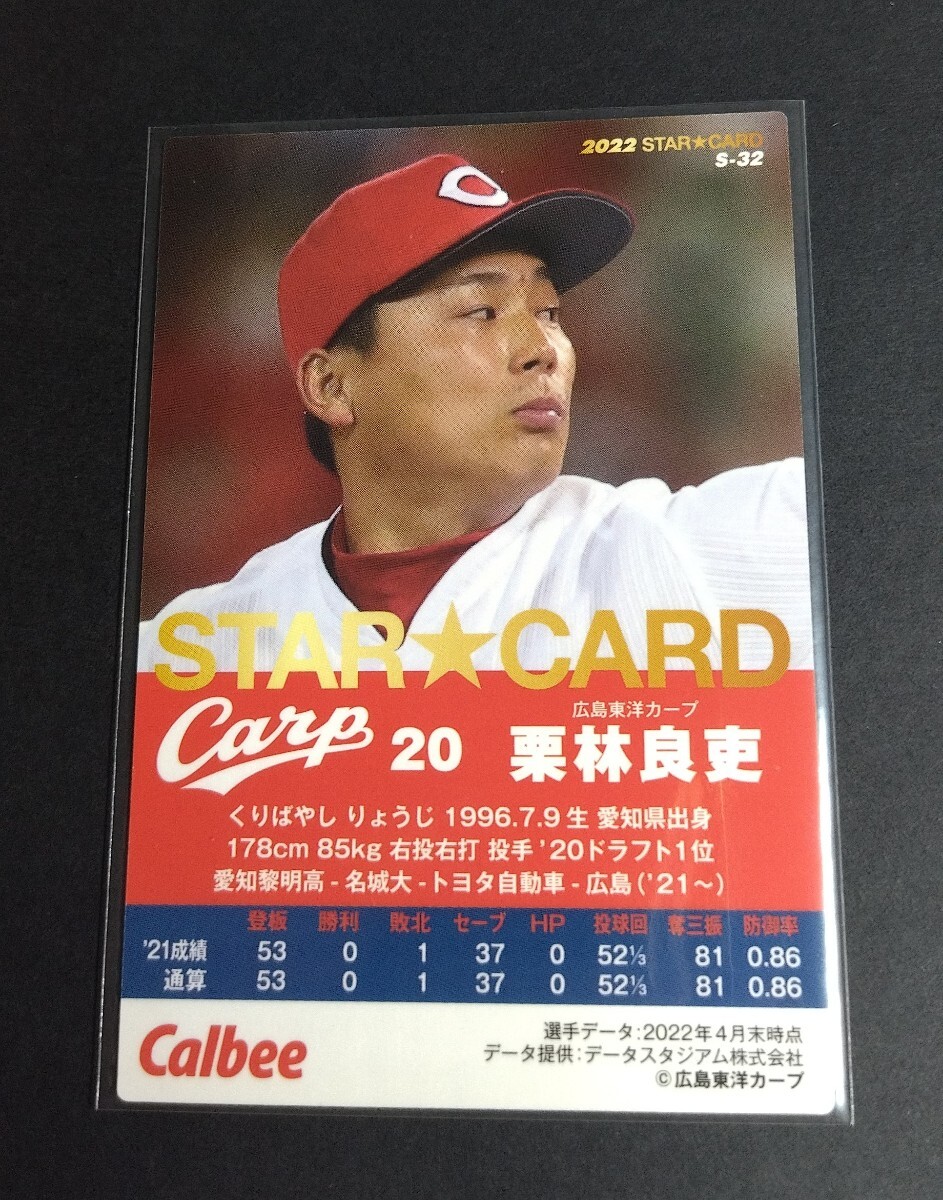 2022 STAR★CARD
S-32
C
STAR★CARD
広島東洋カープ
Carp 20 栗林良吏
くりばやし りょうじ 1996.7.9生 愛知県出身
178cm 85kg 右投右打 投手 '20ドラフト1位
愛知黎明高 - 名城大 - トヨタ自動車 - 広島 ('21～)
登板 勝利 敗北 セーブ HP 投球回 奪三振 防御率
'21成績 53 0 1 37 0 52⅓ 81 0.86
通算 53 0 1 37 0 52⅓ 81 0.86
Calbee
選手データ:2022年4月末時点
データ提供:データスタジアム株式会社
©広島東洋カープ